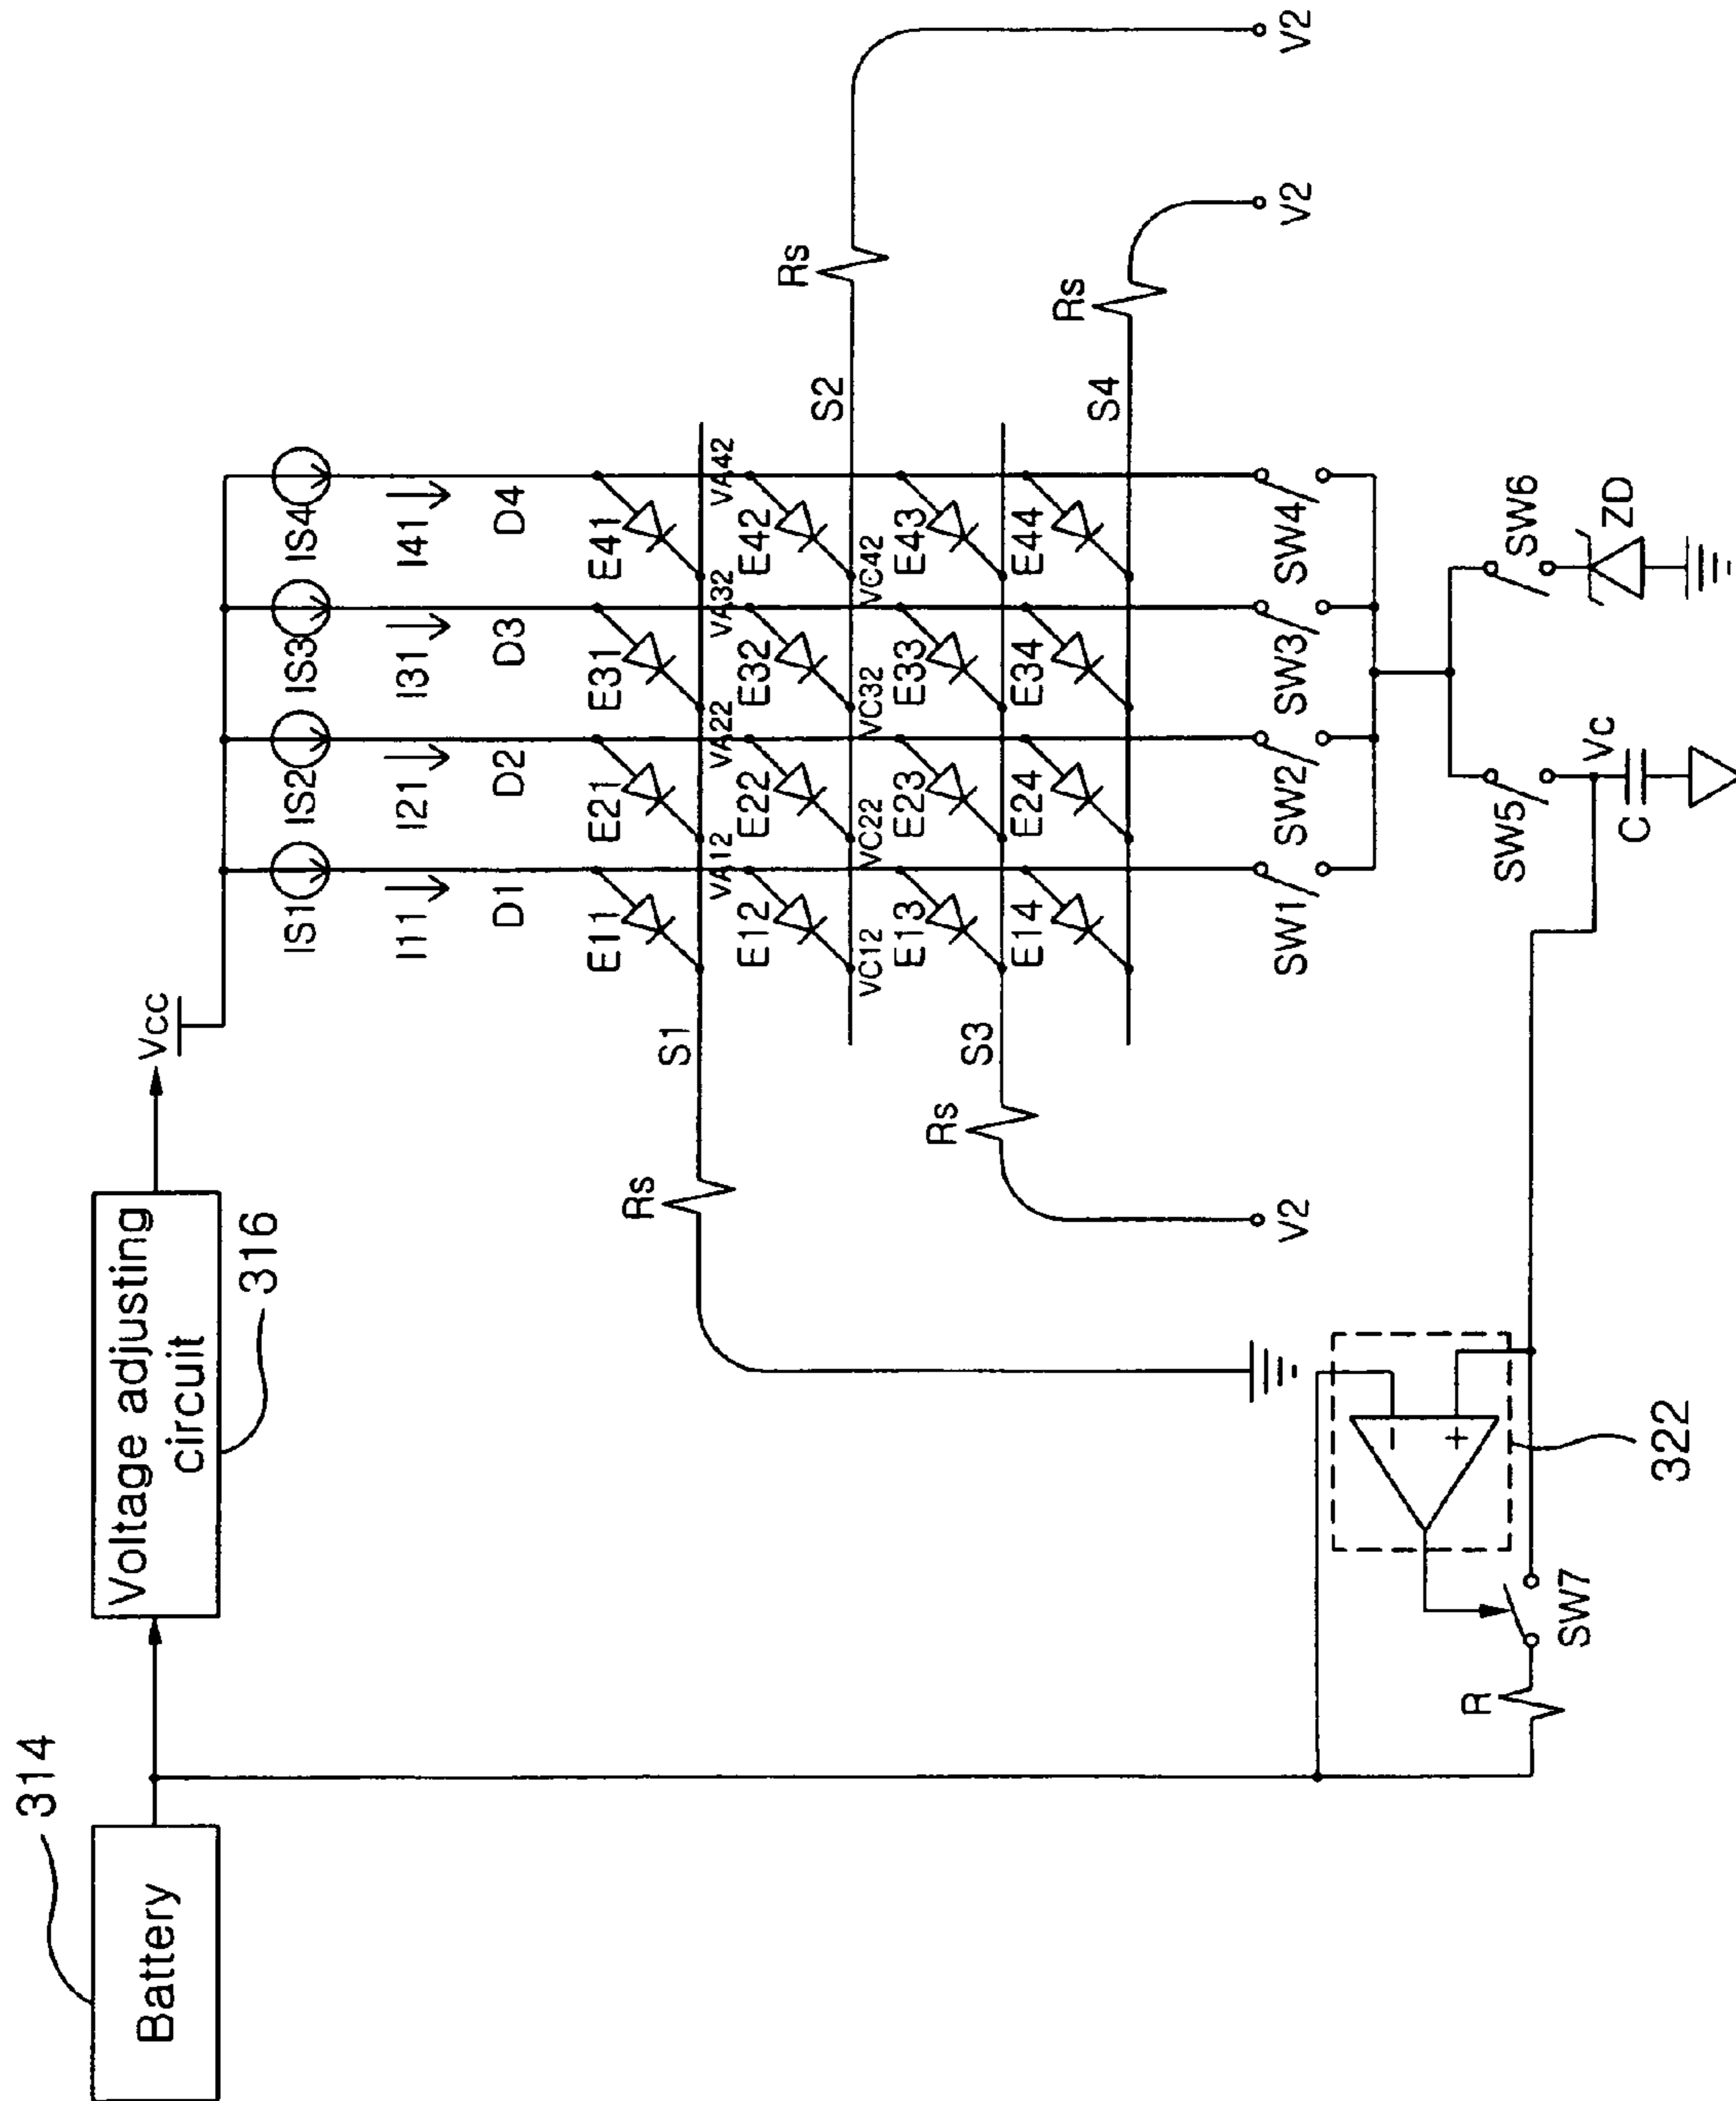 314
Battery
Voltage adjusting
circuit
316
Vcc
IS1
IS2
IS3
IS4
I11
I21
I31
I41
D1
D2
D3
D4
E11
E21
E31
E41
S1
Rs
VA12
VA22
VA32
VA42
E12
E22
E32
E42
S2
Rs
V2
VC12
VC22
VC32
VC42
E13
E23
E33
E43
S3
Rs
V2
E14
E24
E34
E44
S4
Rs
V2
SW1
SW2
SW3
SW4
SW5
SW6
Vc
C
ZD
−
+
322
SW7
R